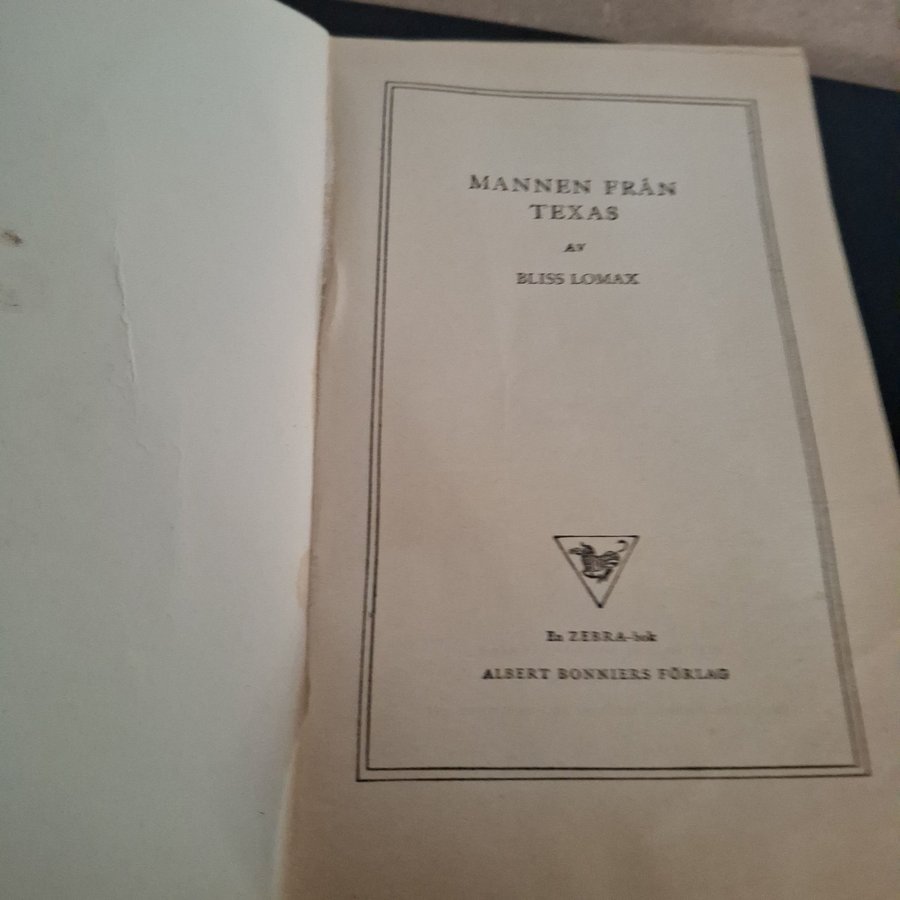 MANNEN FRÅN
TEXAS
AV
BLISS LOMAX
En ZEBRA-bok
ALBERT BONNIERS FÖRLAG